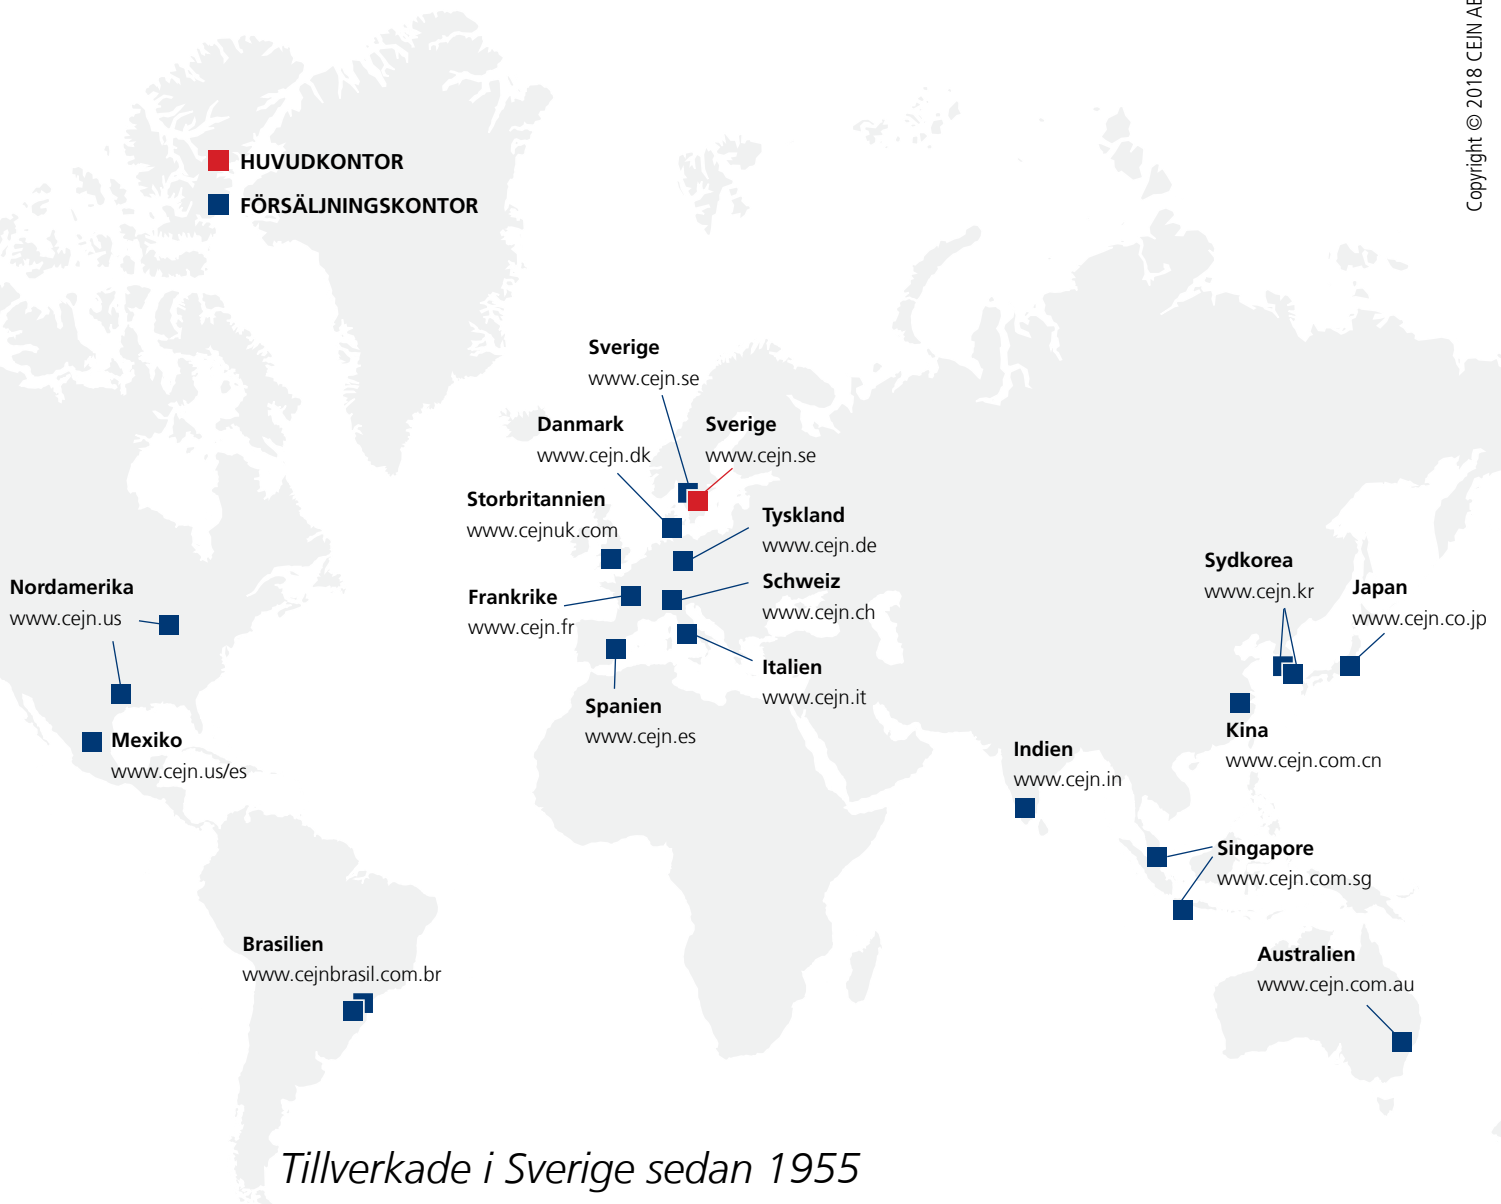 Copyright © 2018 CEJN AB
HUVUDKONTOR
FÖRSÄLJNINGSKONTOR
Sverige
www.cejn.se
Danmark
www.cejn.dk
Sverige
www.cejn.se
Storbritannien
www.cejnuk.com
Tyskland
www.cejn.de
Frankrike
www.cejn.fr
Schweiz
www.cejn.ch
Italien
www.cejn.it
Spanien
www.cejn.es
Nordamerika
www.cejn.us
Mexiko
www.cejn.us/es
Brasilien
www.cejnbrasil.com.br
Sydkorea
www.cejn.kr
Japan
www.cejn.co.jp
Kina
www.cejn.com.cn
Indien
www.cejn.in
Singapore
www.cejn.com.sg
Australien
www.cejn.com.au
Tillverkade i Sverige sedan 1955